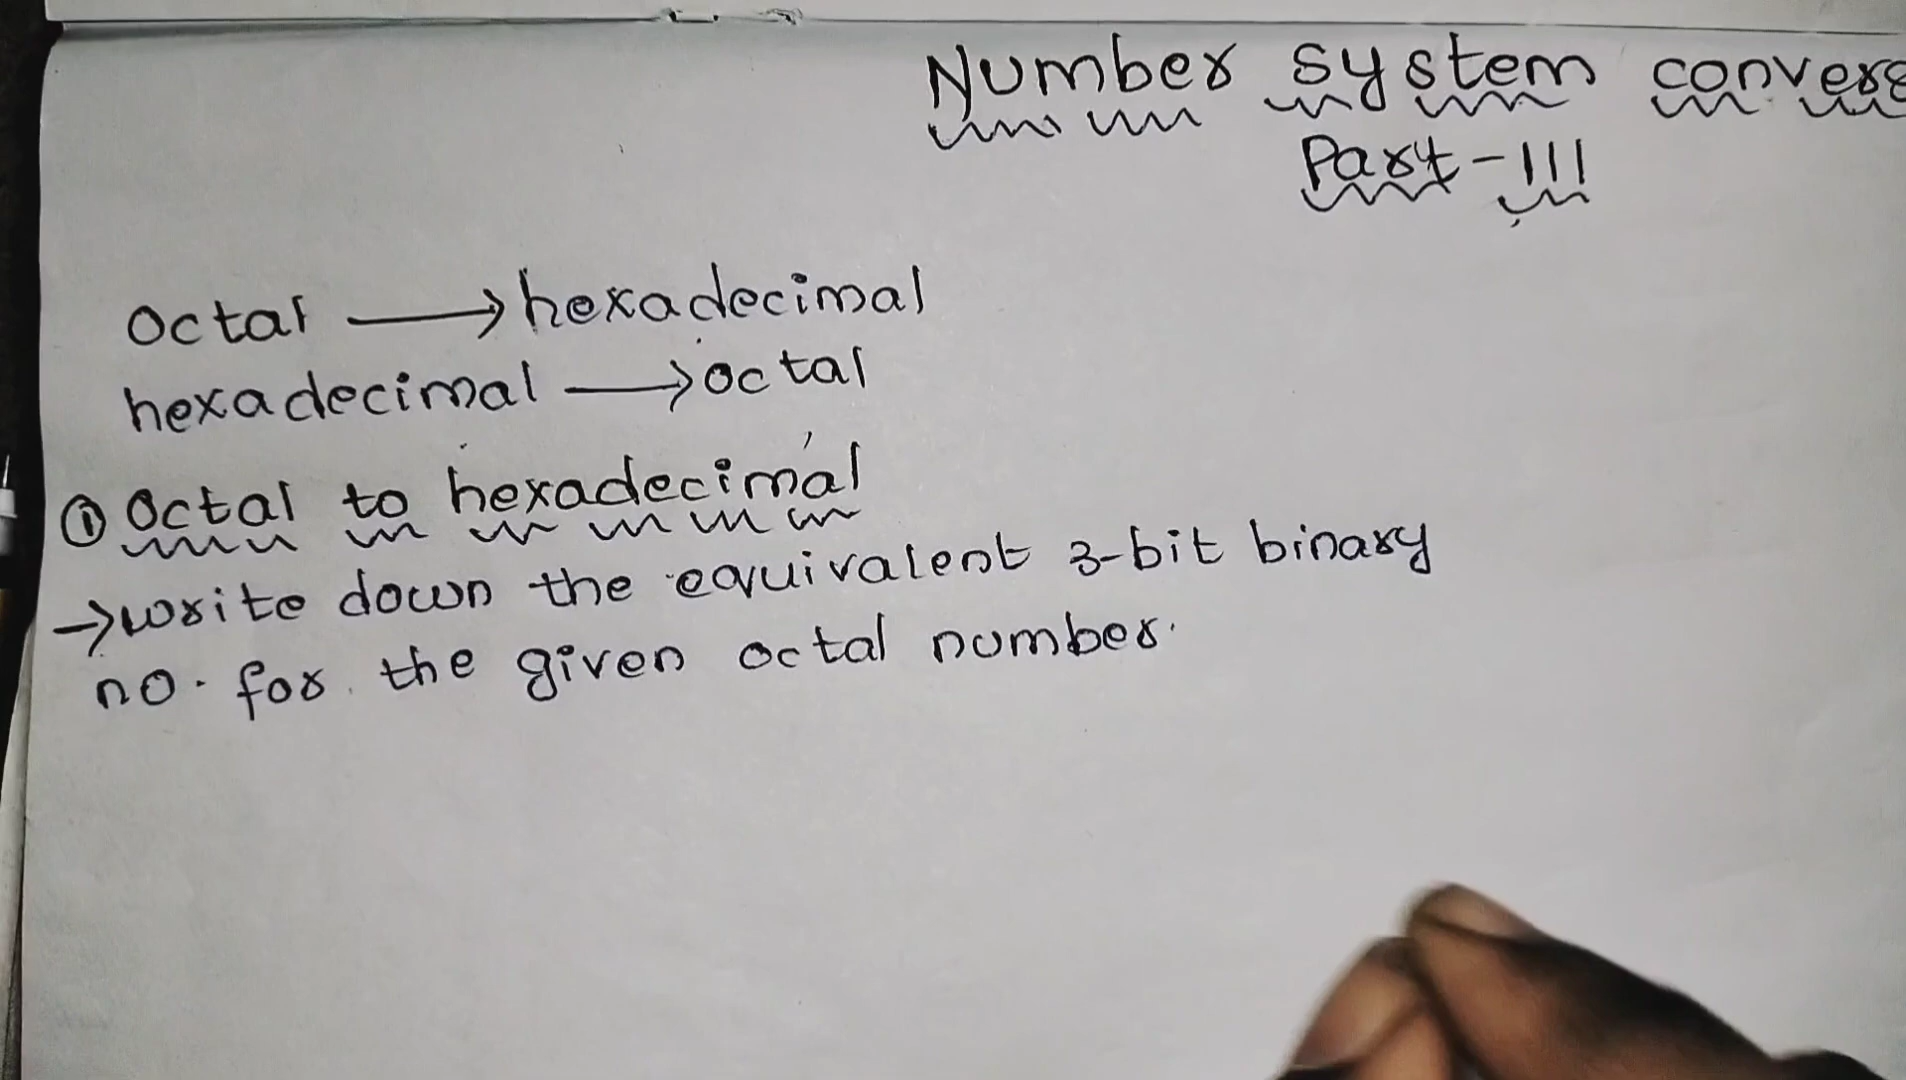 Number system convers
Part-III
Octal → hexadecimal
hexadecimal → octal
① Octal to hexadecimal
→ write down the equivalent 3-bit binary
no. for the given octal number.